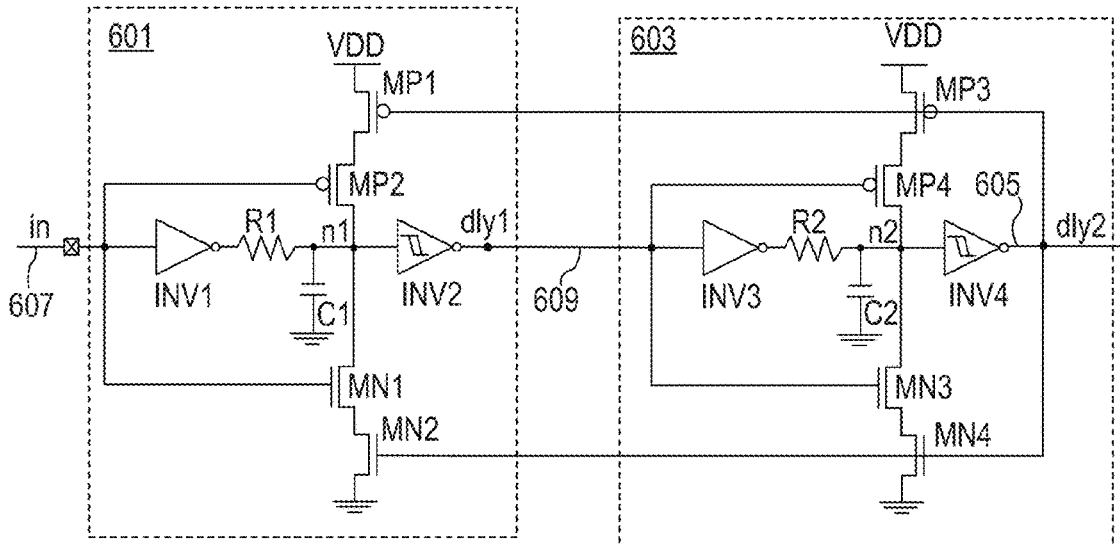 601
VDD
MP1
MP2
in
607
INV1
R1
n1
C1
INV2
dly1
MN1
MN2
609
603
VDD
MP3
MP4
605
INV3
R2
n2
C2
INV4
dly2
MN3
MN4